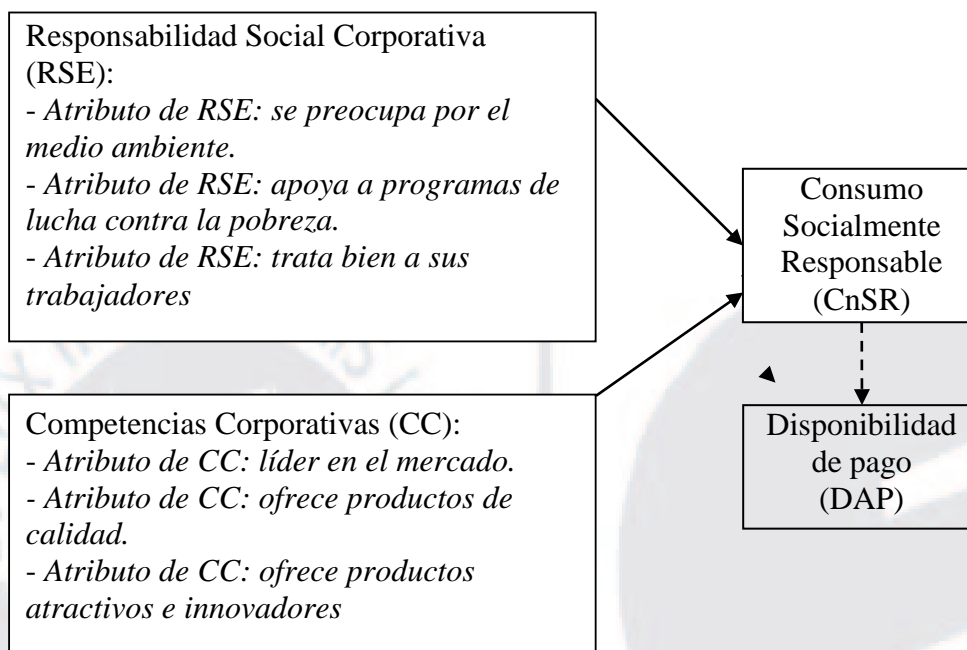 Responsabilidad Social Corporativa
(RSE):
- Atributo de RSE: se preocupa por el
medio ambiente.
- Atributo de RSE: apoya a programas de
lucha contra la pobreza.
- Atributo de RSE: trata bien a sus
trabajadores
Competencias Corporativas (CC):
- Atributo de CC: líder en el mercado.
- Atributo de CC: ofrece productos de
calidad.
- Atributo de CC: ofrece productos
atractivos e innovadores
Consumo
Socialmente
Responsable
(CnSR)
Disponibilidad
de pago
(DAP)